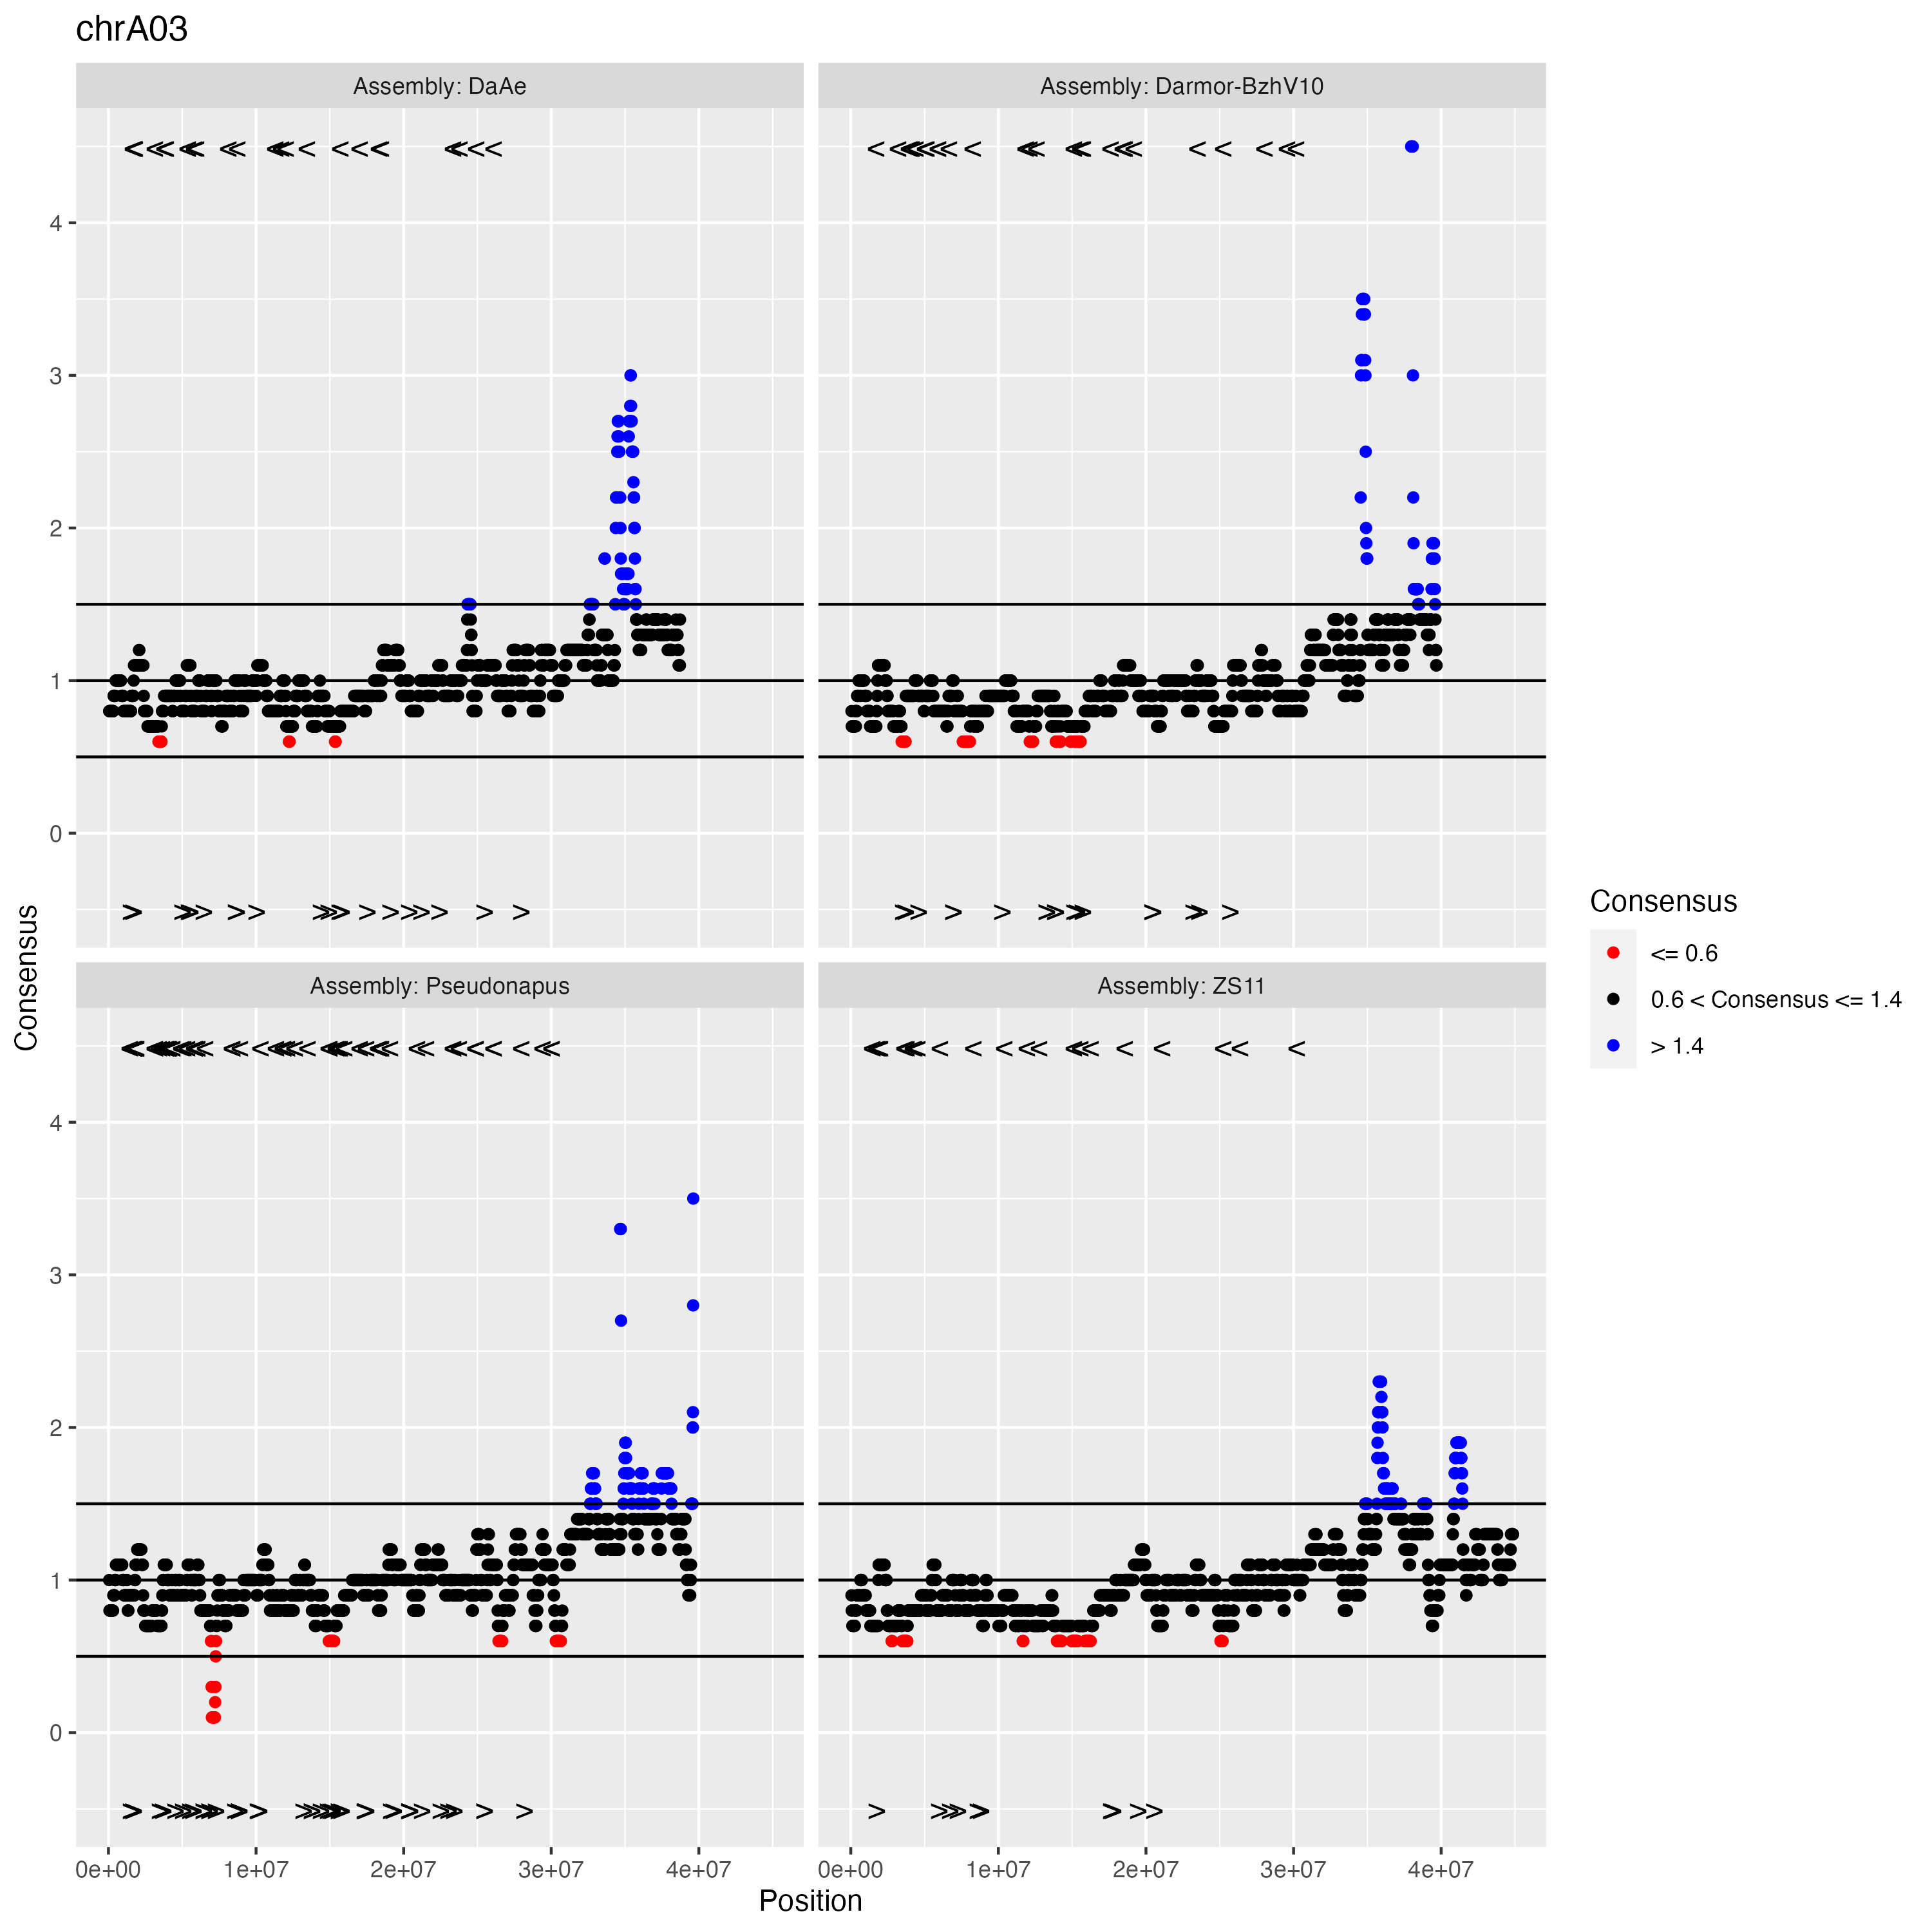 chrA03
Assembly: DaAe
Assembly: Darmor-BzhV10
4
3
2
1
0
Assembly: Pseudonapus
Assembly: ZS11
4
3
2
1
0
0e+00 1e+07 2e+07 3e+07 4e+07
0e+00 1e+07 2e+07 3e+07 4e+07
Position
Consensus
Consensus
<= 0.6
0.6 < Consensus <= 1.4
> 1.4